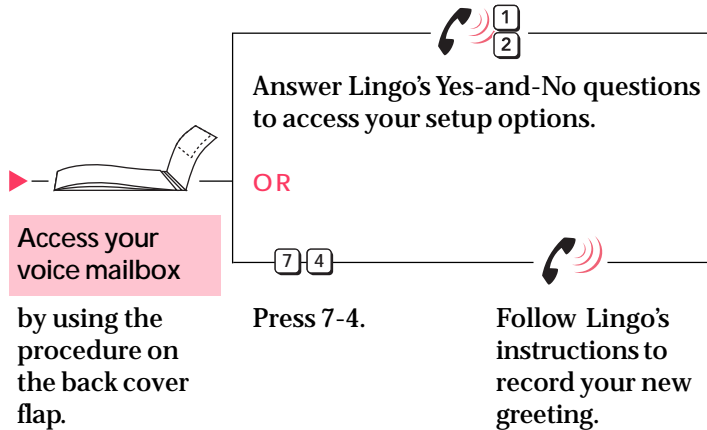 1
2
Answer Lingo's Yes-and-No questions
to access your setup options.
OR
Access your
voice mailbox
by using the
procedure on
the back cover
flap.
7 4
Press 7-4.
Follow Lingo's
instructions to
record your new
greeting.